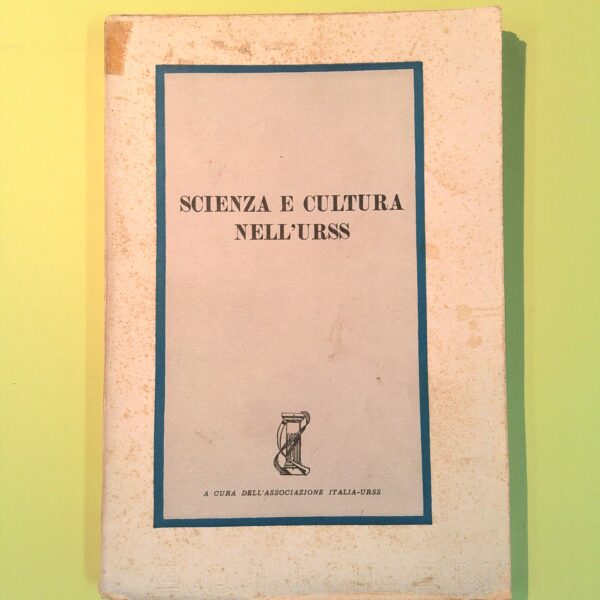 SCIENZA E CULTURA
NELL'URSS
A CURA DELL'ASSOCIAZIONE ITALIA-URSS